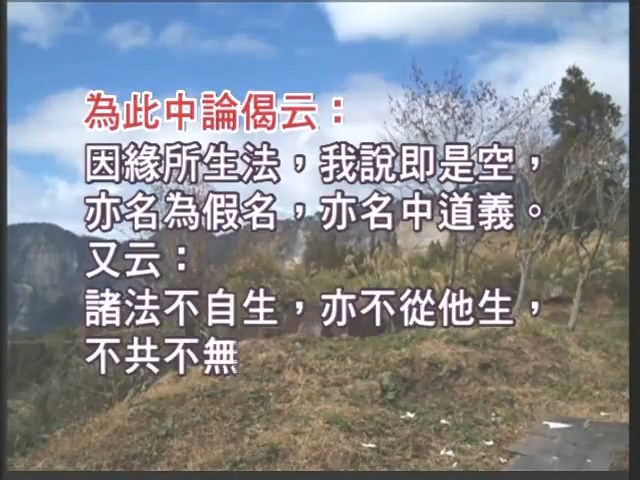 為此中論偈云：
因緣所生法，我說即是空，
亦名為假名，亦名中道義。
又云：
諸法不自生，亦不從他生，
不共不無